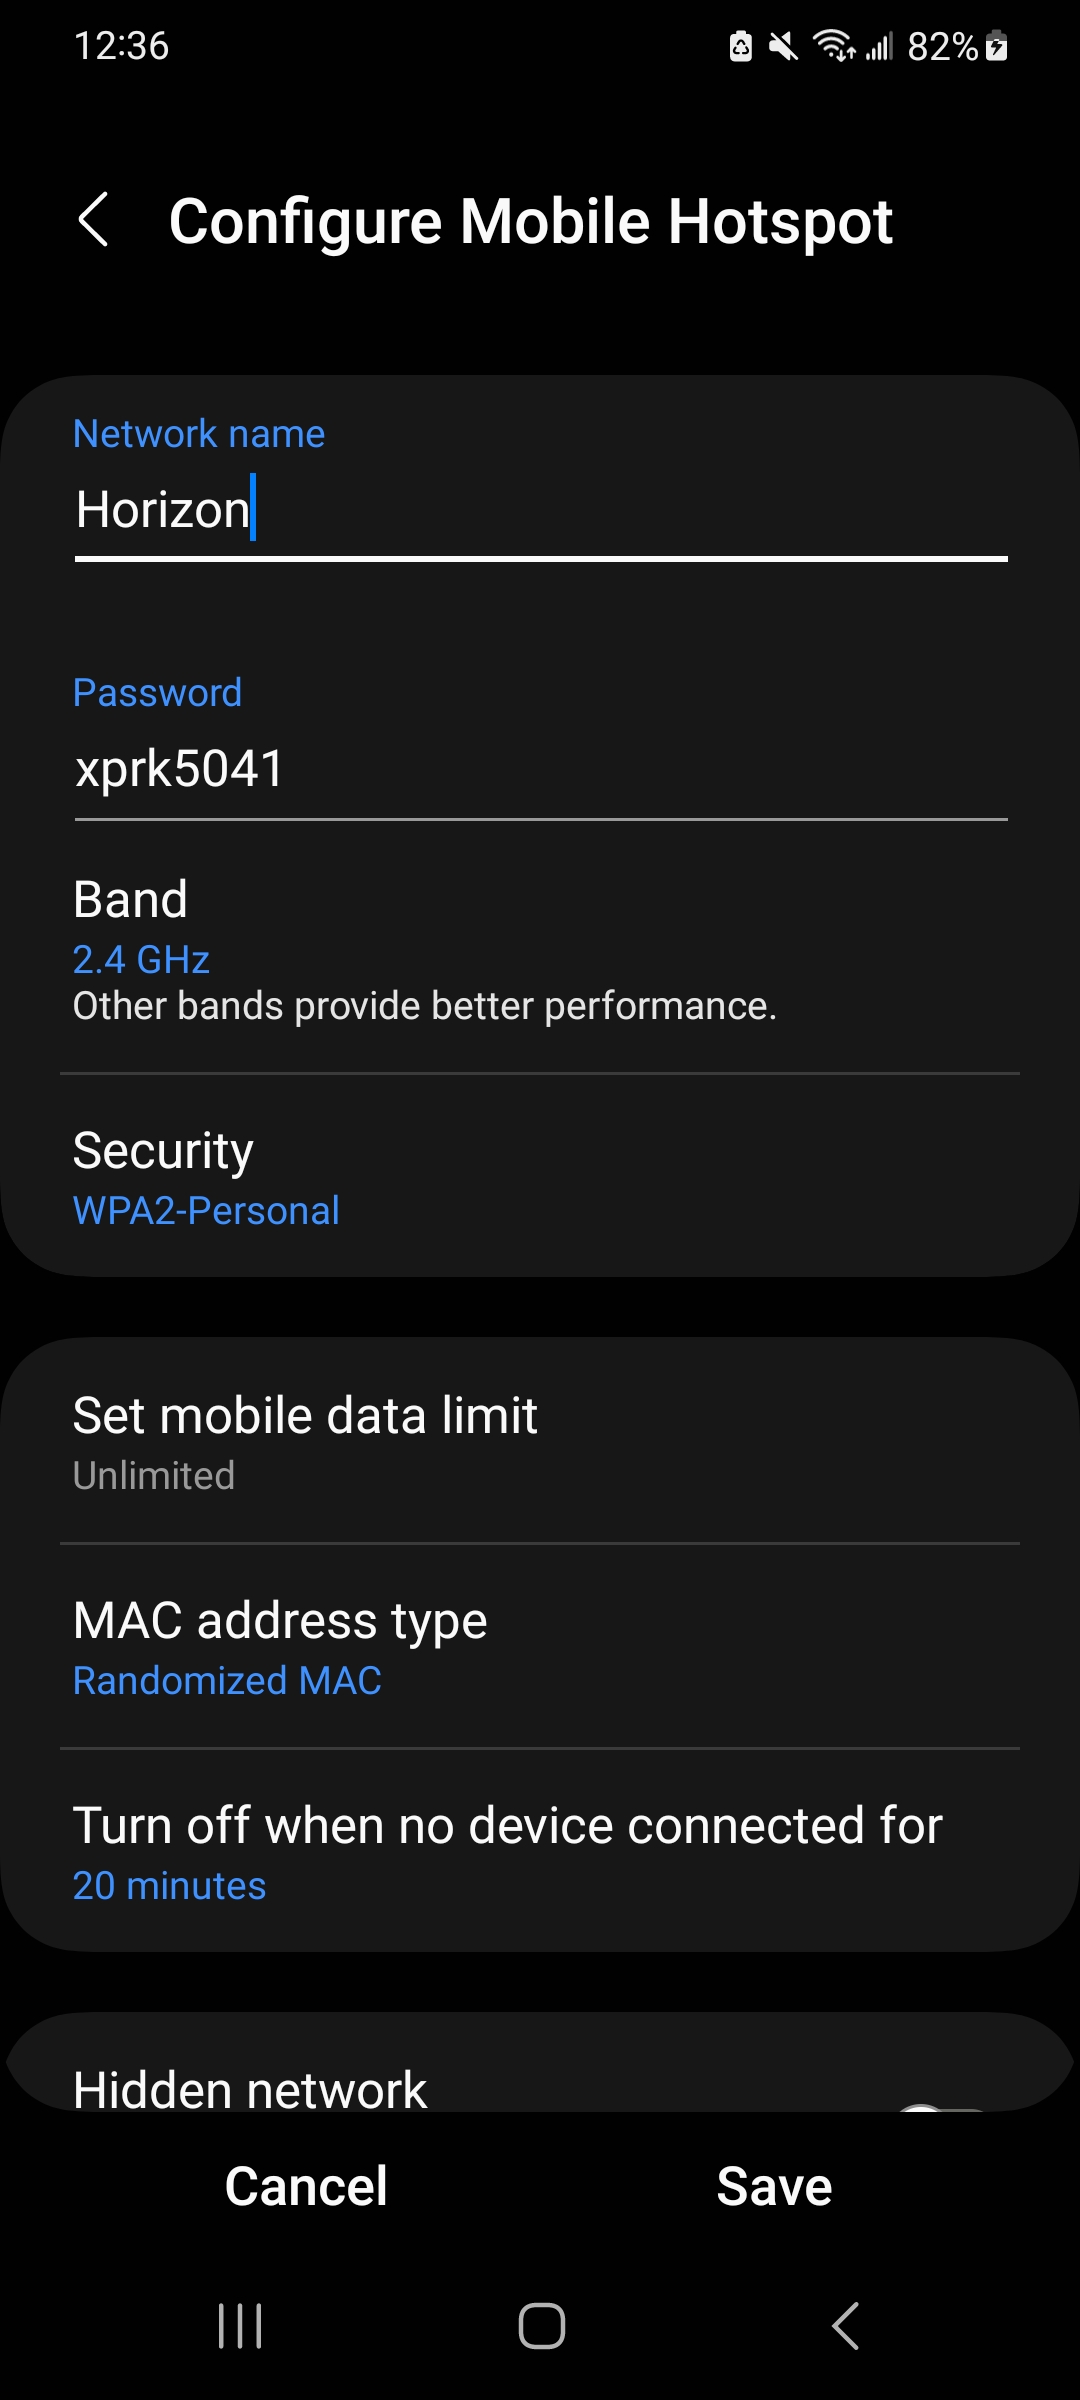 12:36
82%
Configure Mobile Hotspot
Network name
Horizon
Password
xprk5041
Band
2.4 GHz
Other bands provide better performance.
Security
WPA2-Personal
Set mobile data limit
Unlimited
MAC address type
Randomized MAC
Turn off when no device connected for
20 minutes
Hidden network
Cancel
Save